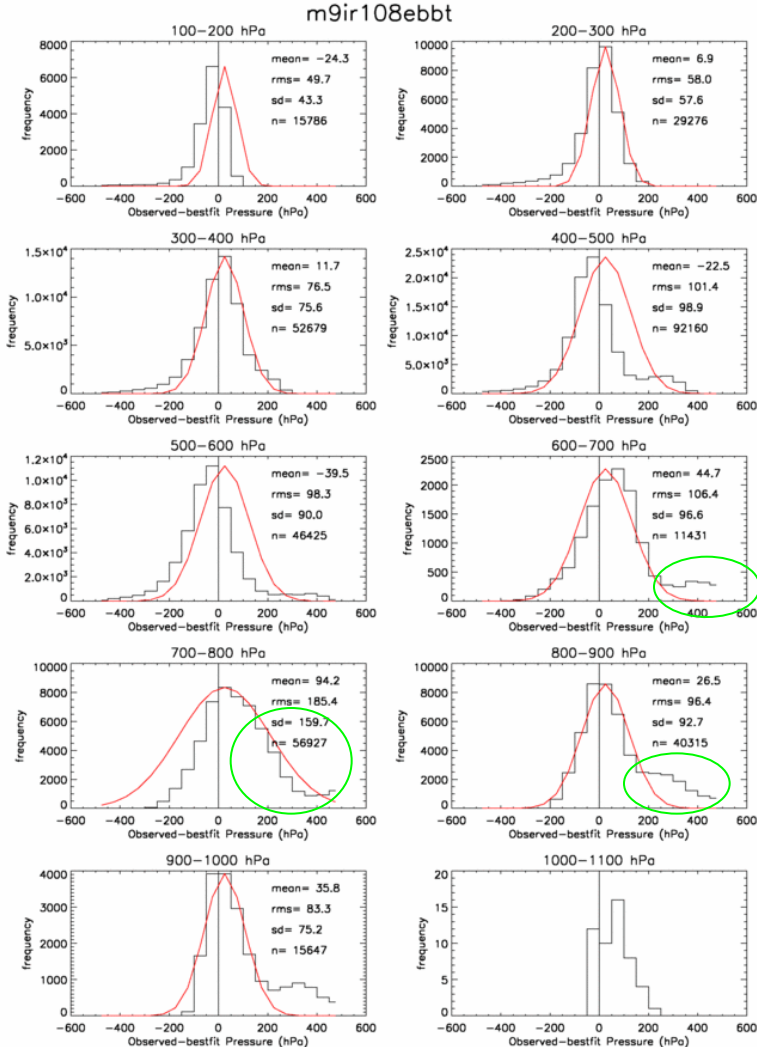 m9ir108ebbt
100-200 hPa
8000
6000
4000
2000
0
frequency
mean= -24.3
rms= 49.7
sd= 43.3
n= 15786
-600 -400 -200 0 200 400 600
Observed-bestfit Pressure (hPa)
200-300 hPa
10000
8000
6000
4000
2000
0
frequency
mean= 6.9
rms= 58.0
sd= 57.6
n= 29276
-600 -400 -200 0 200 400 600
Observed-bestfit Pressure (hPa)
300-400 hPa
1.5×10⁴
1.0×10⁴
5.0×10³
0
frequency
mean= 11.7
rms= 76.5
sd= 75.6
n= 52679
-600 -400 -200 0 200 400 600
Observed-bestfit Pressure (hPa)
400-500 hPa
2.5×10⁴
2.0×10⁴
1.5×10⁴
1.0×10⁴
5.0×10³
0
frequency
mean= -22.5
rms= 101.4
sd= 98.9
n= 92160
-600 -400 -200 0 200 400 600
Observed-bestfit Pressure (hPa)
500-600 hPa
1.2×10⁴
1.0×10⁴
8.0×10³
6.0×10³
4.0×10³
2.0×10³
0
frequency
mean= -39.5
rms= 98.3
sd= 90.0
n= 46425
-600 -400 -200 0 200 400 600
Observed-bestfit Pressure (hPa)
600-700 hPa
2500
2000
1500
1000
500
0
frequency
mean= 44.7
rms= 106.4
sd= 96.6
n= 11431
-600 -400 -200 0 200 400 600
Observed-bestfit Pressure (hPa)
700-800 hPa
10000
8000
6000
4000
2000
0
frequency
mean= 94.2
rms= 185.4
sd= 159.7
n= 56927
-600 -400 -200 0 200 400 600
Observed-bestfit Pressure (hPa)
800-900 hPa
10000
8000
6000
4000
2000
0
frequency
mean= 26.5
rms= 96.4
sd= 92.7
n= 40315
-600 -400 -200 0 200 400 600
Observed-bestfit Pressure (hPa)
900-1000 hPa
4000
3000
2000
1000
0
frequency
mean= 35.8
rms= 83.3
sd= 75.2
n= 15647
-600 -400 -200 0 200 400 600
Observed-bestfit Pressure (hPa)
1000-1100 hPa
20
15
10
5
0
frequency
-600 -400 -200 0 200 400 600
Observed-bestfit Pressure (hPa)